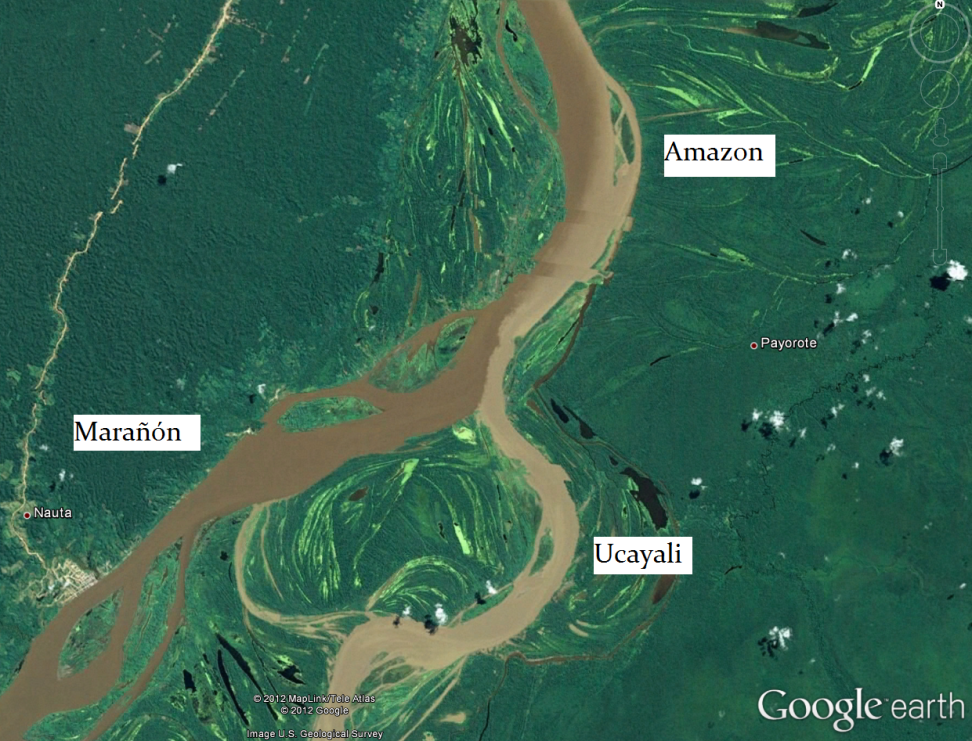 N
Amazon
Payorote
Marañón
Nauta
Ucayali
© 2012 MapLink/Tele Atlas
© 2012 Google
Image U.S. Geological Survey
Google earth